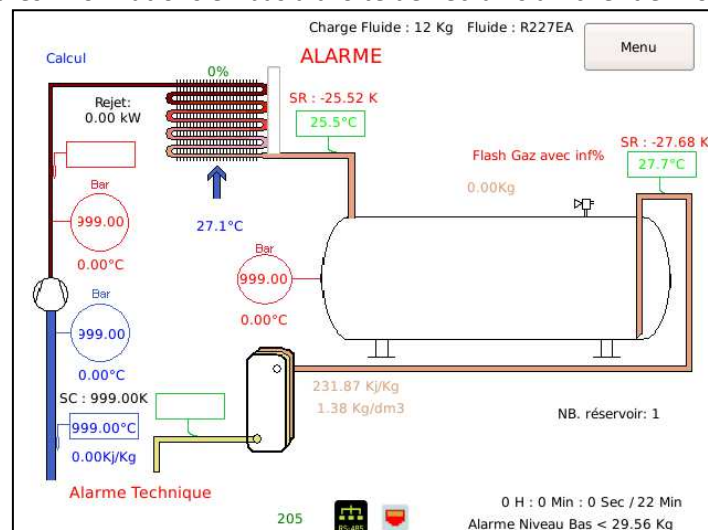 Charge Fluide : 12 Kg Fluide : R227EA
Menu
Calcul
ALARME
0%
Rejet:
0.00 kW
SR : -25.52 K
25.5°C
SR : -27.68 K
27.7°C
Flash Gaz avec inf%
0.00Kg
27.1°C
Bar
999.00
0.00°C
Bar
999.00
0.00°C
Bar
999.00
0.00°C
SC : 999.00K
999.00°C
0.00Kj/Kg
231.87 Kj/Kg
1.38 Kg/dm3
NB. réservoir: 1
Alarme Technique
205
RS-485
0 H : 0 Min : 0 Sec / 22 Min
Alarme Niveau Bas < 29.56 Kg